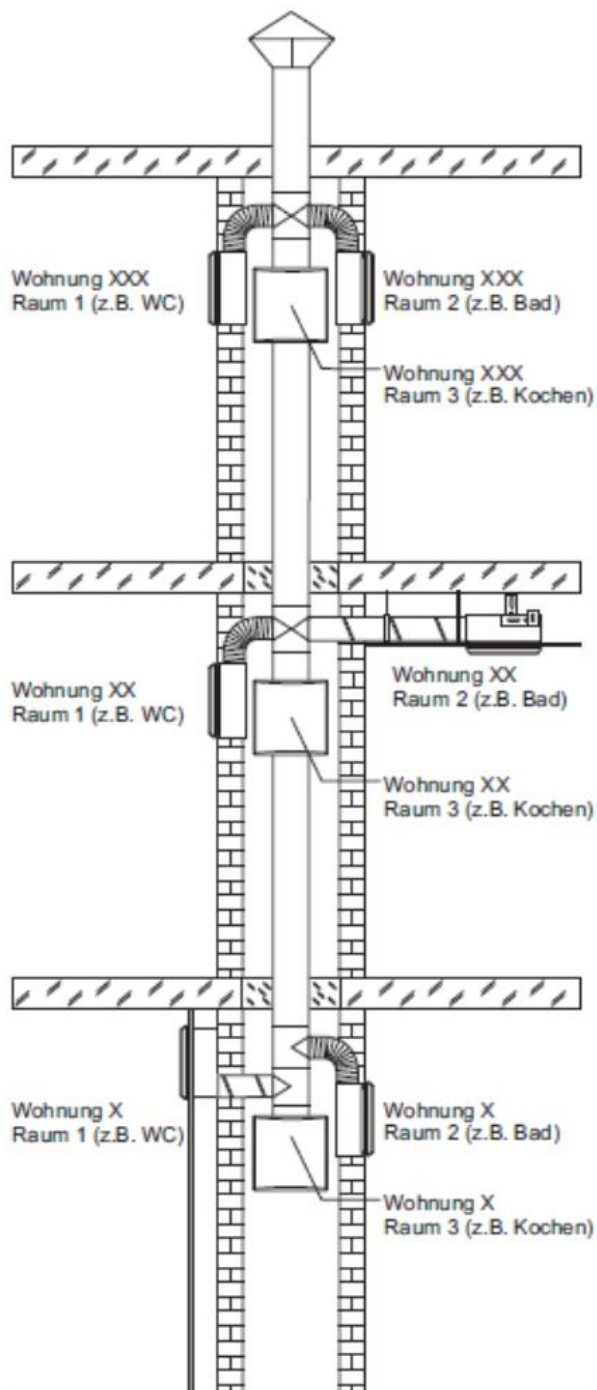 Wohnung XXX
Raum 1 (z.B. WC)
Wohnung XXX
Raum 2 (z.B. Bad)
Wohnung XXX
Raum 3 (z.B. Kochen)
Wohnung XX
Raum 1 (z.B. WC)
Wohnung XX
Raum 2 (z.B. Bad)
Wohnung XX
Raum 3 (z.B. Kochen)
Wohnung X
Raum 1 (z.B. WC)
Wohnung X
Raum 2 (z.B. Bad)
Wohnung X
Raum 3 (z.B. Kochen)